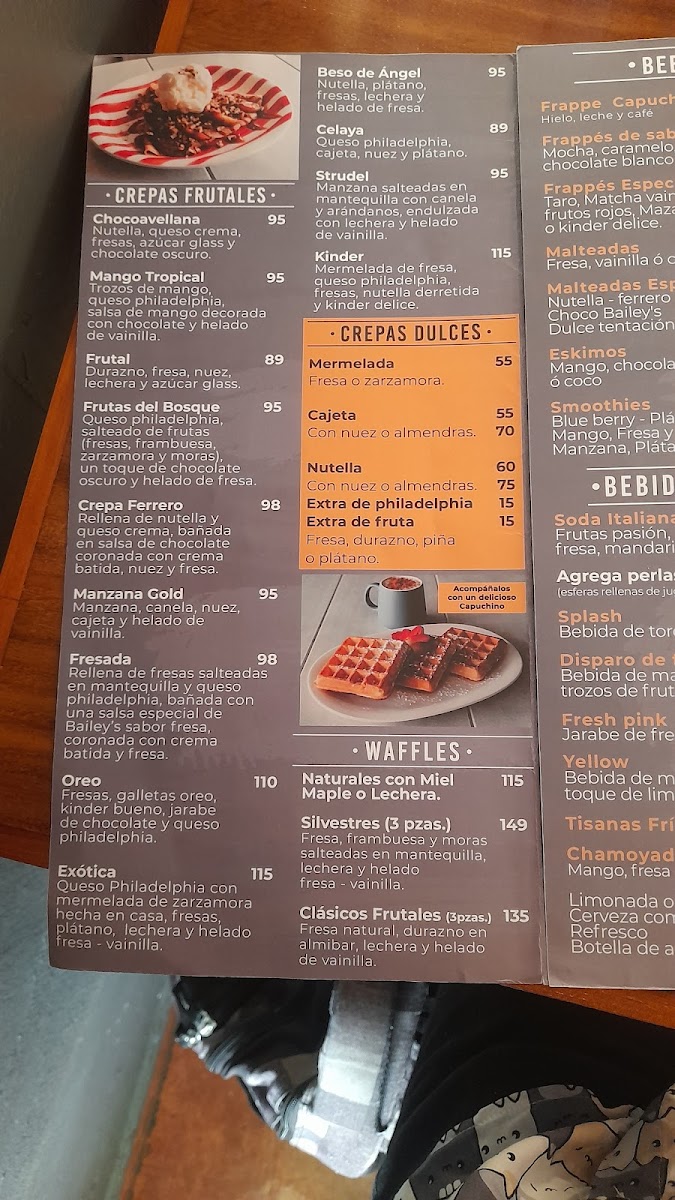 · CREPAS FRUTALES ·
Chocoavellana 95
Nutella, queso crema,
fresas, azúcar glass y
chocolate oscuro.
Mango Tropical 95
Trozos de mango,
queso philadelphia,
salsa de mango decorada
con chocolate y helado
de vainilla.
Frutal 89
Durazno, fresa, nuez,
lechera y azúcar glass.
Frutas del Bosque 95
Queso philadelphia,
salteado de frutas
(fresas, frambuesa,
zarzamora y moras),
un toque de chocolate
oscuro y helado de fresa.
Crepa Ferrero 98
Rellena de nutella y
queso crema, bañada
en salsa de chocolate
coronada con crema
batida, nuez y fresa.
Manzana Gold 95
Manzana, canela, nuez,
cajeta y helado de
vainilla.
Fresada 98
Rellena de fresas salteadas
en mantequilla y queso
philadelphia, bañada con
una salsa especial de
Bailey's sabor fresa,
coronada con crema
batida y fresa.
Oreo 110
Fresas, galletas oreo,
kinder bueno, jarabe
de chocolate y queso
philadelphia.
Exótica 115
Queso Philadelphia con
mermelada de zarzamora
hecha en casa, fresas,
plátano, lechera y helado
fresa - vainilla.
Beso de Ángel 95
Nutella, plátano,
fresas, lechera y
helado de fresa.
Celaya 89
Queso philadelphia,
cajeta, nuez y plátano.
Strudel 95
Manzana salteadas en
mantequilla con canela
y arándanos, endulzada
con lechera y helado
de vainilla.
Kinder 115
Mermelada de fresa,
queso philadelphia,
fresas, nutella derretida
y kinder delice.
· CREPAS DULCES ·
Mermelada 55
Fresa o zarzamora.
Cajeta 55
Con nuez o almendras. 70
Nutella 60
Con nuez o almendras. 75
Extra de philadelphia 15
Extra de fruta 15
Fresa, durazno, piña
o plátano.
Acompáñalos
con un delicioso
Capuchino
· WAFFLES ·
Naturales con Miel 115
Maple o Lechera.
Silvestres (3 pzas.) 149
Fresa, frambuesa y moras
salteadas en mantequilla,
lechera y helado
fresa - vainilla.
Clásicos Frutales (3pzas.) 135
Fresa natural, durazno en
almibar, lechera y helado
de vainilla.
· BEB
Frappe Capuch
Hielo, leche y café
Frappés de sab
Mocha, caramelo
chocolate blanco
Frappés Espec
Taro, Matcha vain
frutos rojos, Maza
o kinder delice.
Malteadas
Fresa, vainilla ó c
Malteadas Esp
Nutella - ferrero
Choco Bailey's
Dulce tentación
Eskimos
Mango, chocola
ó coco
Smoothies
Blue berry - Plá
Mango, Fresa y
Manzana, Pláta
· BEBID
Soda Italiana
Frutas pasión,
fresa, mandari
Agrega perlas
(esferas rellenas de ju
Splash
Bebida de toro
Disparo de f
Bebida de ma
trozos de frut
Fresh pink
Jarabe de fre
Yellow
Bebida de m
toque de lim
Tisanas Frí
Chamoyad
Mango, fresa
Limonada o
Cerveza con
Refresco
Botella de a